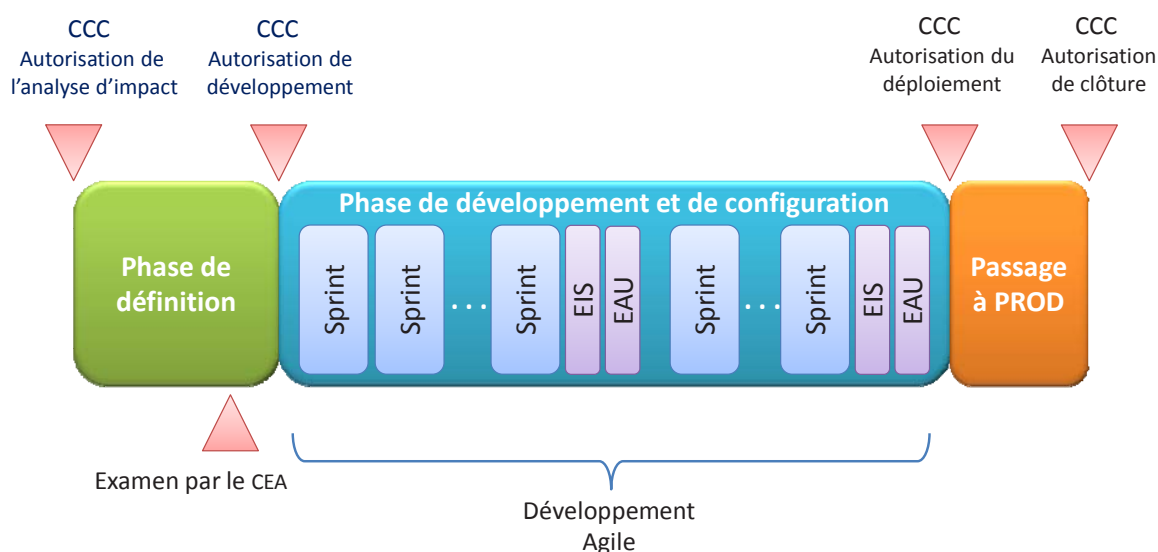 CCC
Autorisation de
l’analyse d’impact
CCC
Autorisation de
développement
CCC
Autorisation du
déploiement
CCC
Autorisation
de clôture
Phase de
définition
Phase de développement et de configuration
Sprint
Sprint
...
Sprint
EIS
EAU
Sprint
...
Sprint
EIS
EAU
Passage
à PROD
Examen par le CEA
Développement
Agile